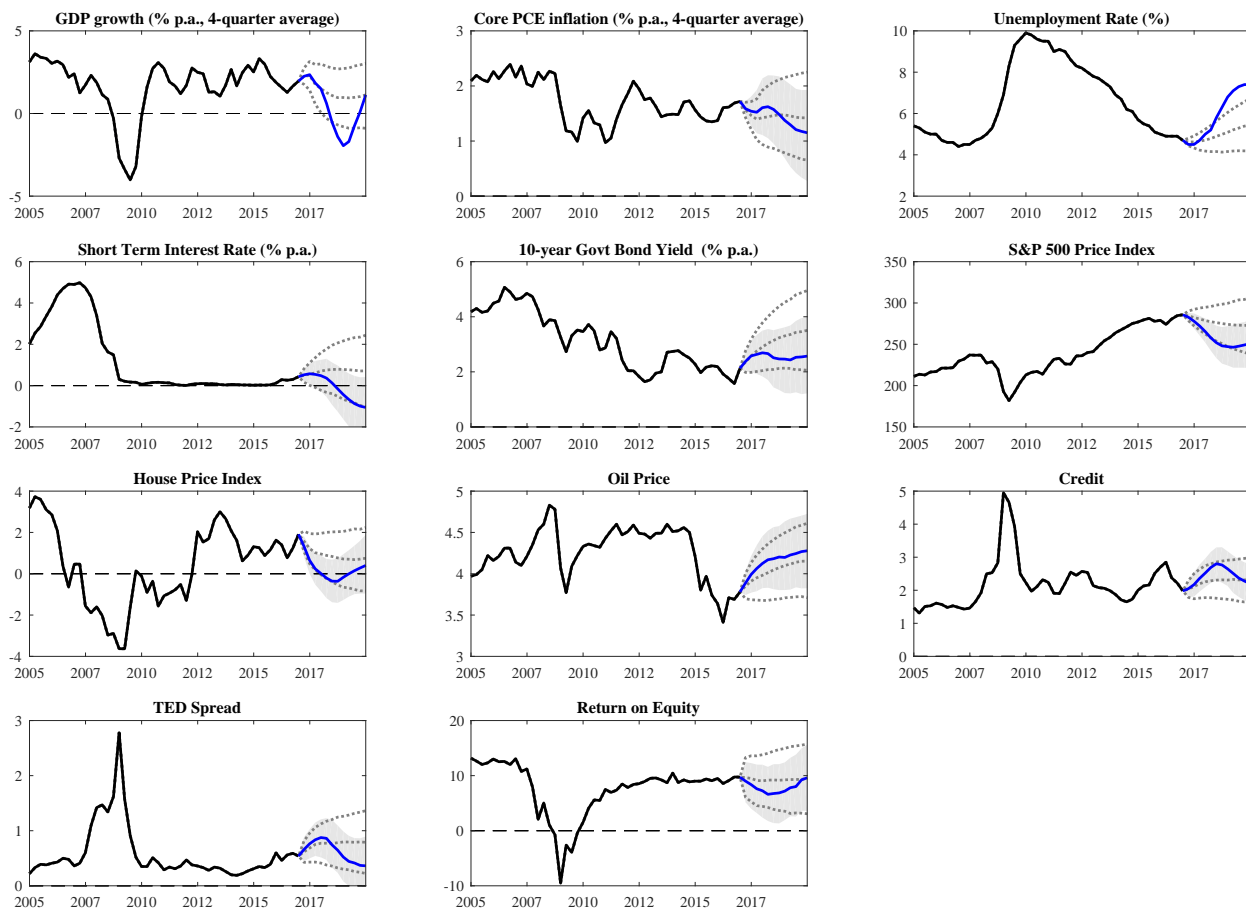 GDP growth (% p.a., 4-quarter average)
5
0
-5
2005 2007 2010 2012 2015 2017
Core PCE inflation (% p.a., 4-quarter average)
3
2
1
0
2005 2007 2010 2012 2015 2017
Unemployment Rate (%)
10
8
6
4
2
2005 2007 2010 2012 2015 2017
Short Term Interest Rate (% p.a.)
6
4
2
0
-2
2005 2007 2010 2012 2015 2017
10-year Govt Bond Yield (% p.a.)
6
4
2
0
2005 2007 2010 2012 2015 2017
S&P 500 Price Index
350
300
250
200
150
2005 2007 2010 2012 2015 2017
House Price Index
4
2
0
-2
-4
2005 2007 2010 2012 2015 2017
Oil Price
5
4.5
4
3.5
3
2005 2007 2010 2012 2015 2017
Credit
5
4
3
2
1
0
2005 2007 2010 2012 2015 2017
TED Spread
3
2
1
0
2005 2007 2010 2012 2015 2017
Return on Equity
20
10
0
-10
2005 2007 2010 2012 2015 2017